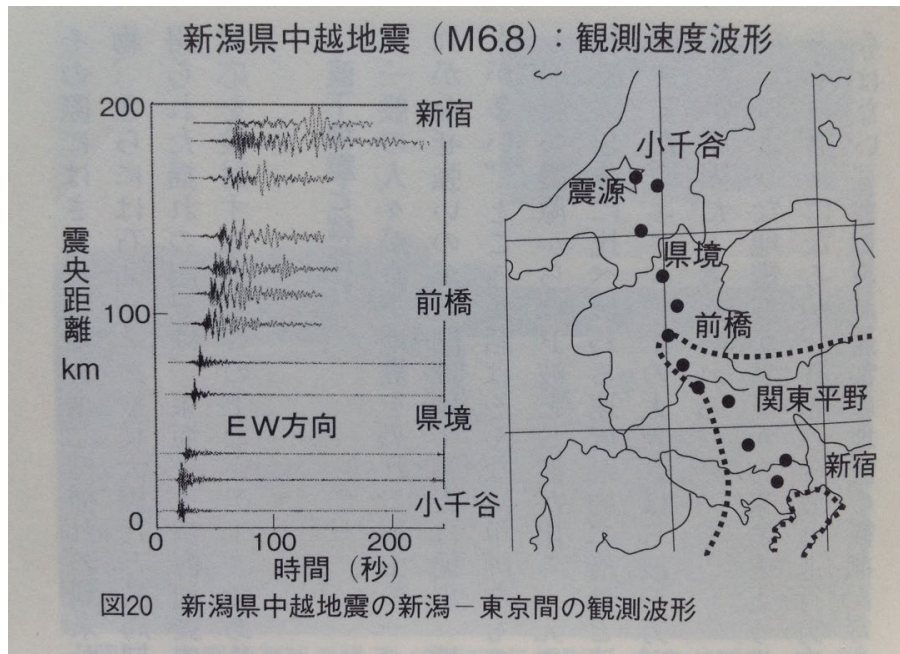 新潟県中越地震（M6.8）：観測速度波形
200
100
0
震央距離
km
0
100
200
時間（秒）
EW方向
新宿
前橋
県境
小千谷
小千谷
震源
県境
前橋
関東平野
新宿
図20　新潟県中越地震の新潟－東京間の観測波形